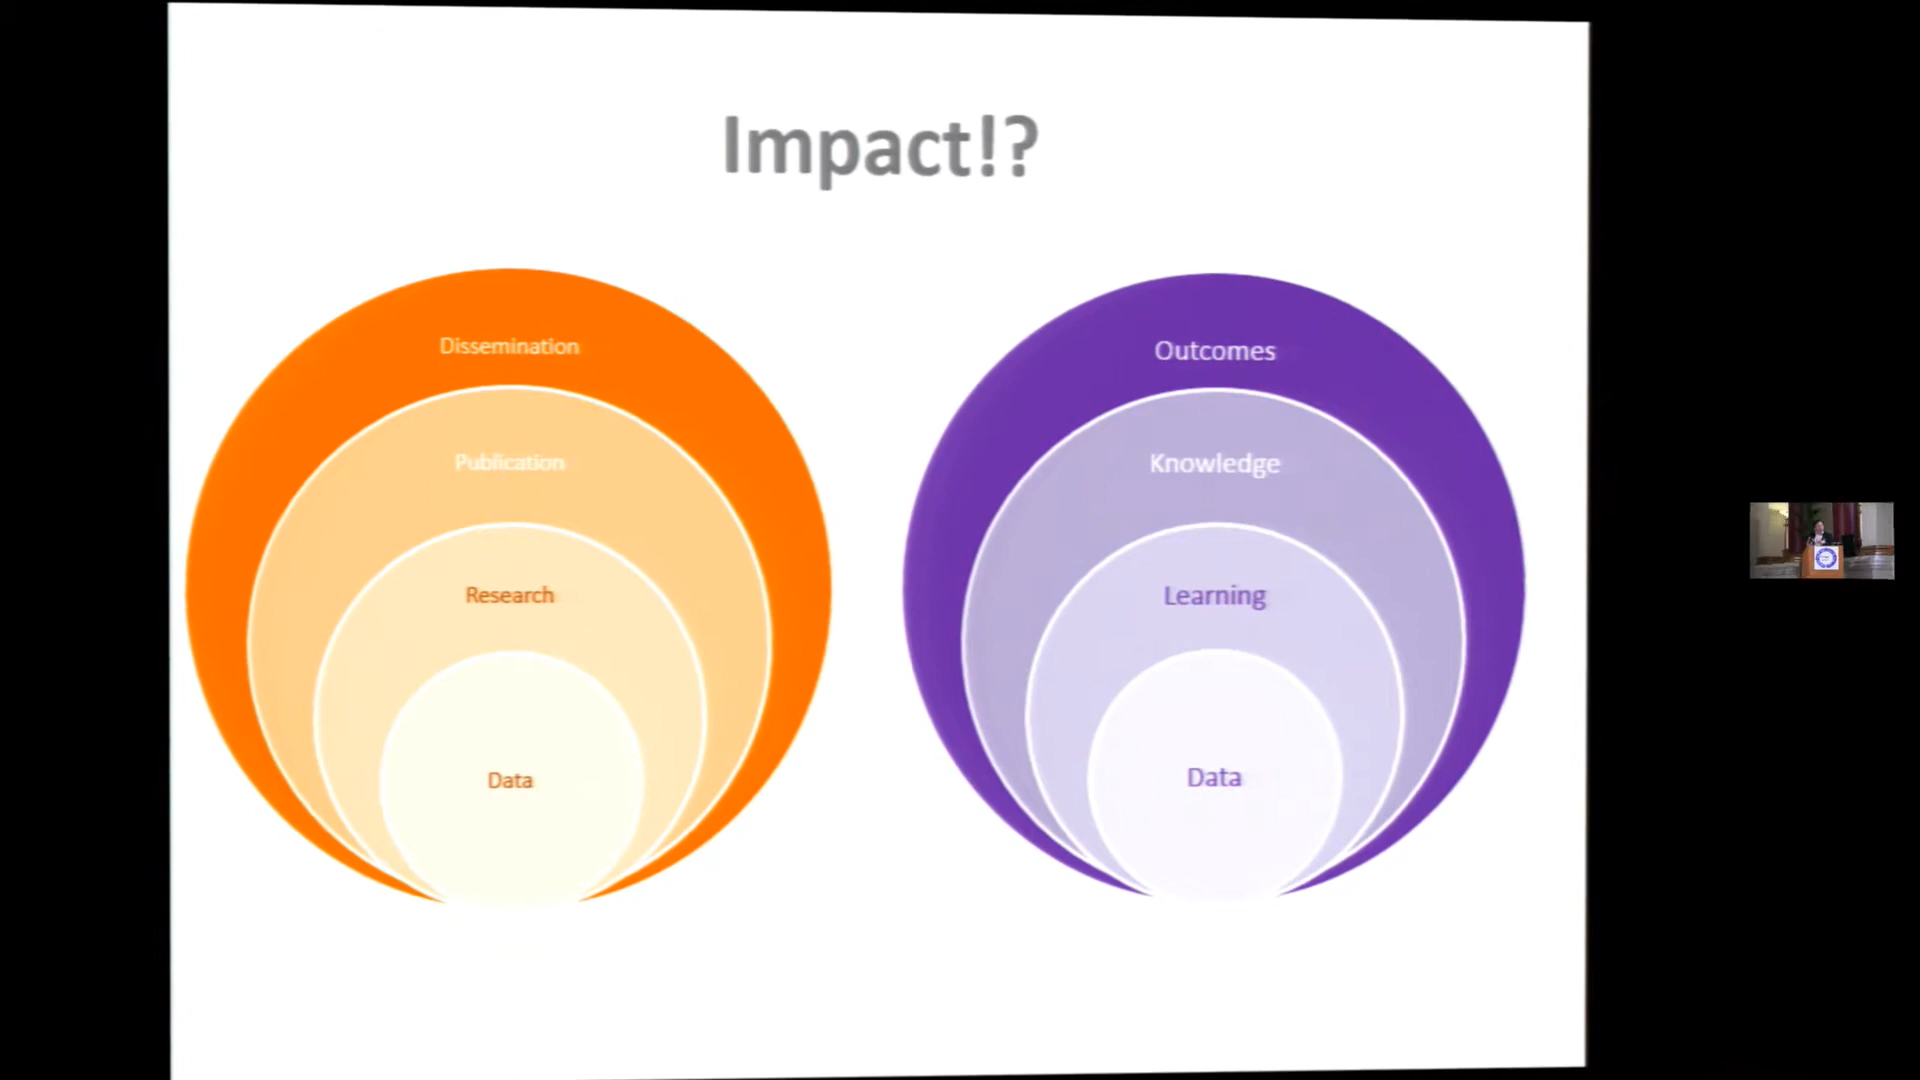 Impact!?
Dissemination
Publication
Research
Data
Outcomes
Knowledge
Learning
Data